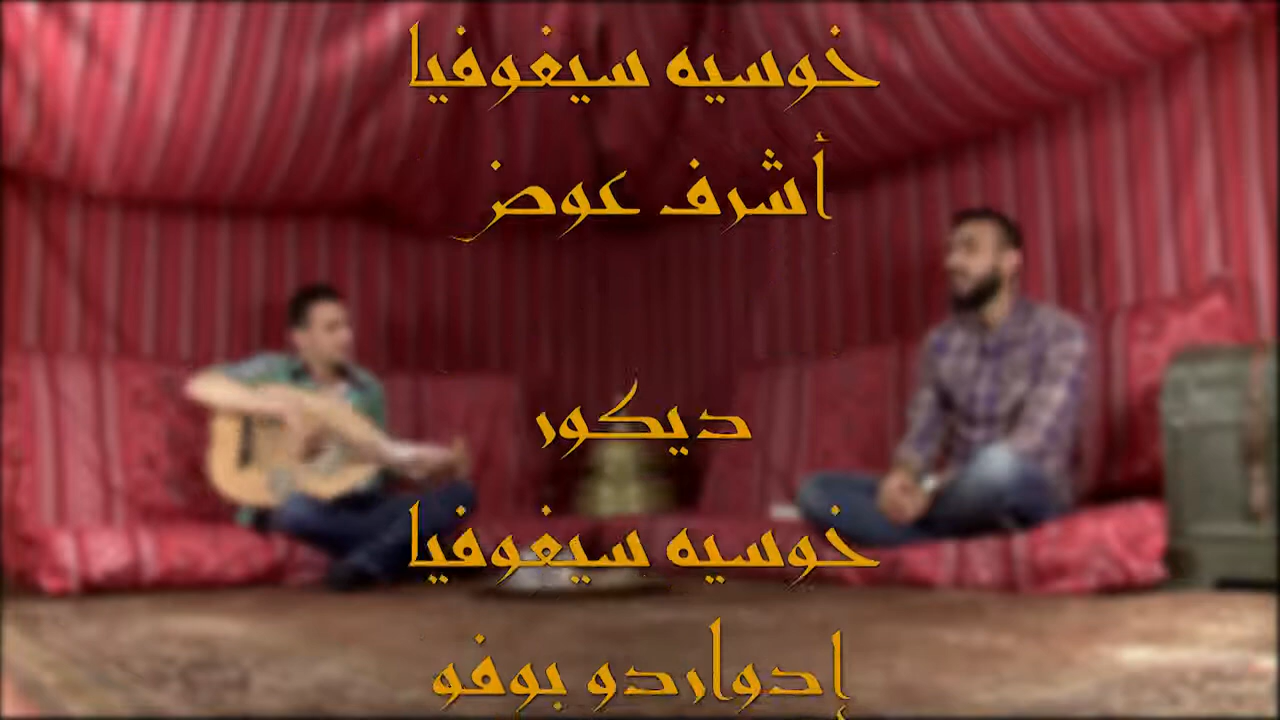 خوسيه سيغوفيا
أشرف عوض
ديكور
خوسيه سيغوفيا
إدواردو بوفو